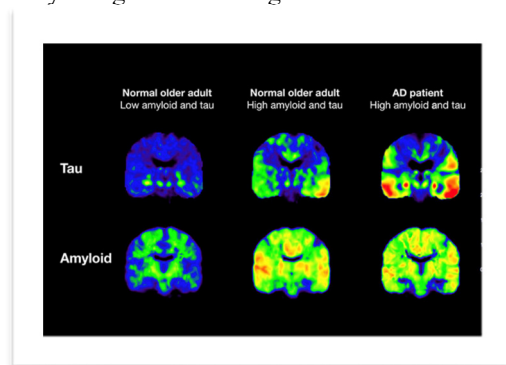 Normal older adult
Low amyloid and tau
Normal older adult
High amyloid and tau
AD patient
High amyloid and tau
Tau
Amyloid